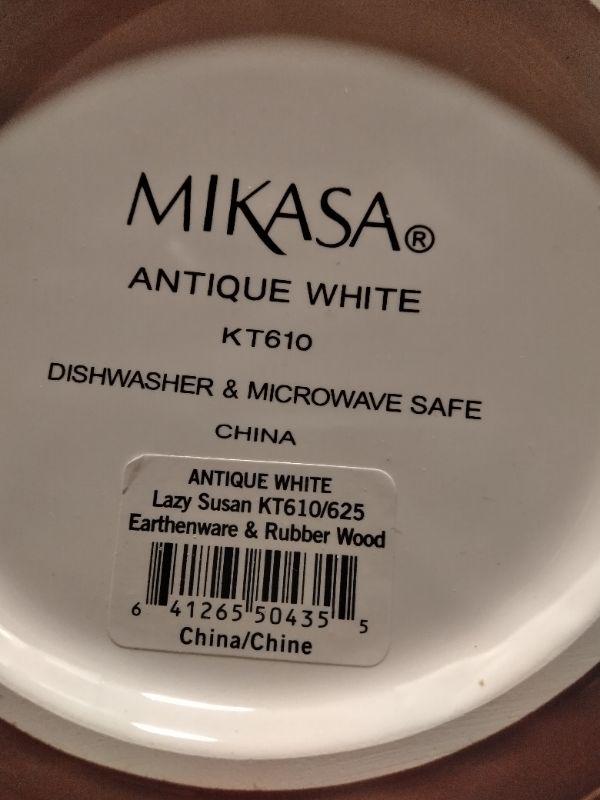 MIKASA®
ANTIQUE WHITE
KT610
DISHWASHER & MICROWAVE SAFE
CHINA
ANTIQUE WHITE
Lazy Susan KT610/625
Earthenware & Rubber Wood
6 41265 50435 5
China/Chine